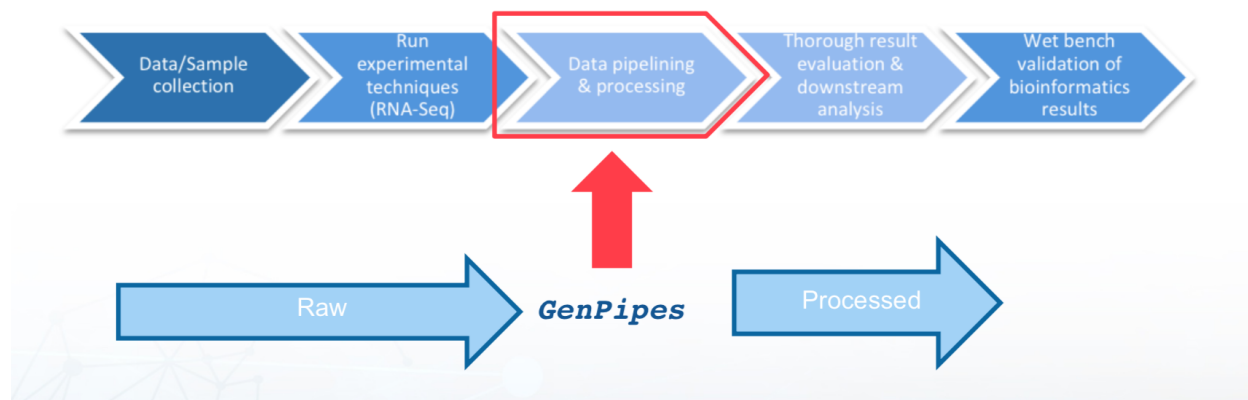 Data/Sample
collection
Run
experimental
techniques
(RNA-Seq)
Data pipelining
& processing
Thorough result
evaluation &
downstream
analysis
Wet bench
validation of
bioinformatics
results
Raw
GenPipes
Processed